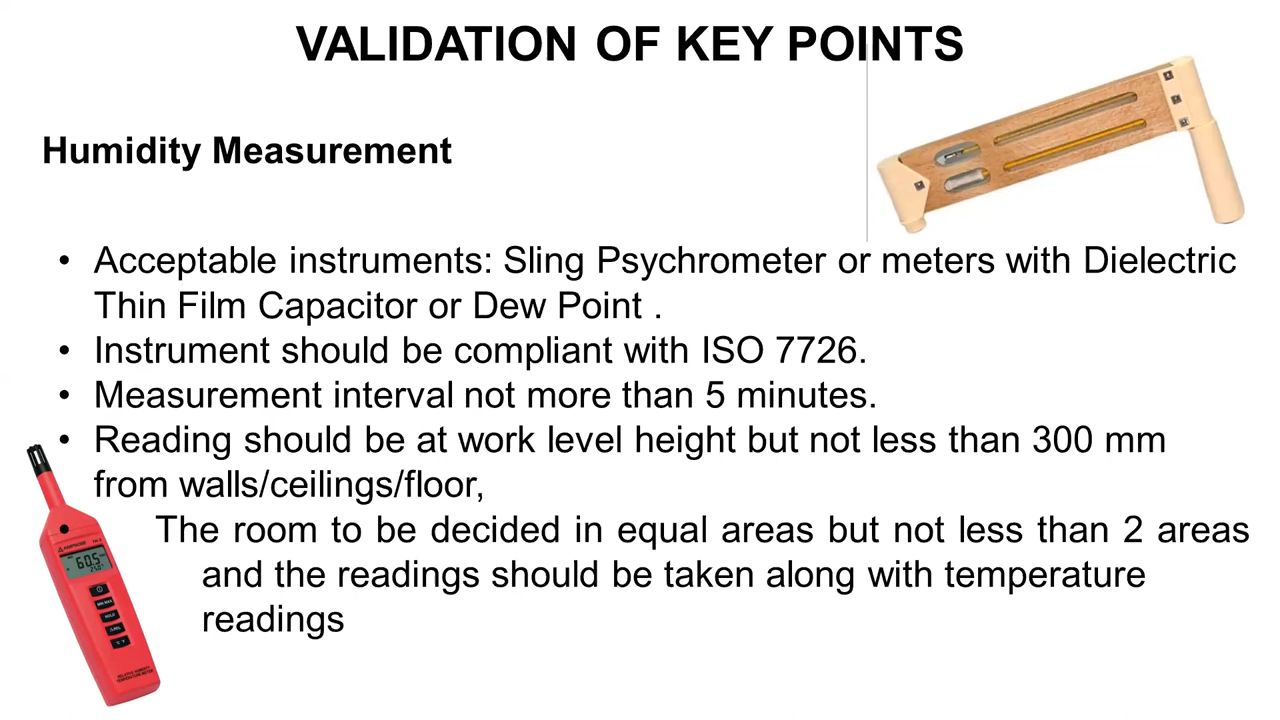 VALIDATION OF KEY POINTS
Humidity Measurement
• Acceptable instruments: Sling Psychrometer or meters with Dielectric
Thin Film Capacitor or Dew Point .
• Instrument should be compliant with ISO 7726.
• Measurement interval not more than 5 minutes.
• Reading should be at work level height but not less than 300 mm
from walls/ceilings/floor,
The room to be decided in equal areas but not less than 2 areas
and the readings should be taken along with temperature
readings
60.5